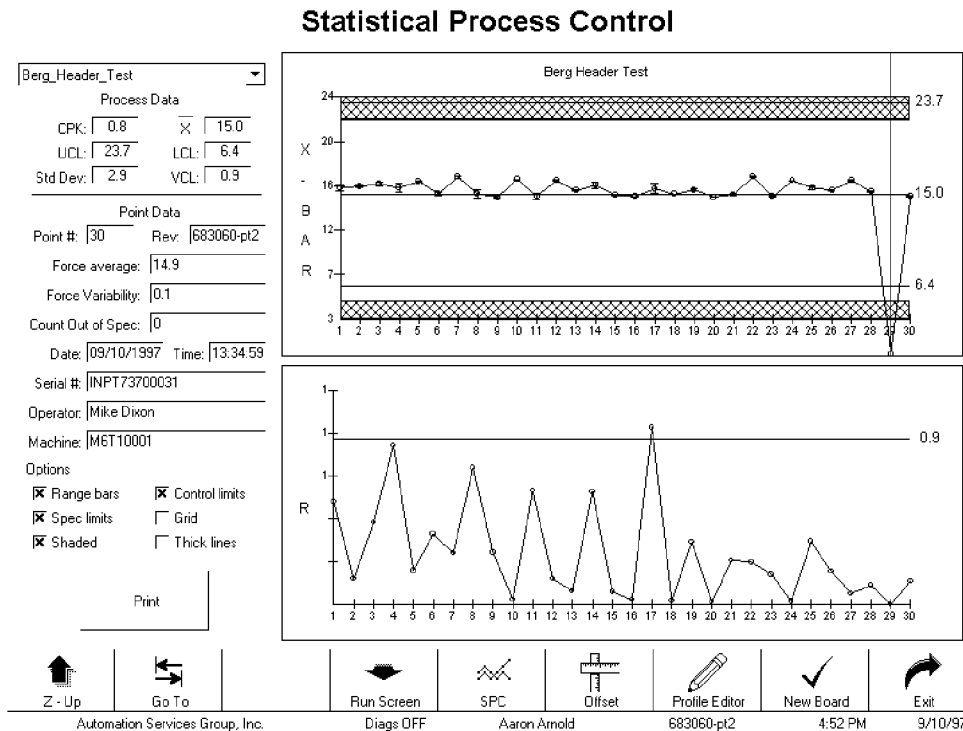 Statistical Process Control
Berg_Header_Test
Process Data
CPK: 0.8 X 15.0
UCL: 23.7 LCL: 6.4
Std Dev: 2.9 VCL: 0.9
Point Data
Point #: 30 Rev: 683060-pt2
Force average: 14.9
Force Variability: 0.1
Count Out of Spec: 0
Date: 09/10/1997 Time: 13:34:59
Serial #: INPT73700031
Operator: Mike Dixon
Machine: M6T10001
Options
Range bars Control limits
Spec limits Grid
Shaded Thick lines
Print
Berg Header Test
24
20
16
12
7
3
X - BAR
23.7
15.0
6.4
1 2 3 4 5 6 7 8 9 10 11 12 13 14 15 16 17 18 19 20 21 22 23 24 25 26 27 28 29 30
1
1
1
R
0.9
1 2 3 4 5 6 7 8 9 10 11 12 13 14 15 16 17 18 19 20 21 22 23 24 25 26 27 28 29 30
Z - Up Go To Run Screen SPC Offset Profile Editor New Board Exit
Automation Services Group, Inc. Diags OFF Aaron Arnold 683060-pt2 4:52 PM 9/10/97